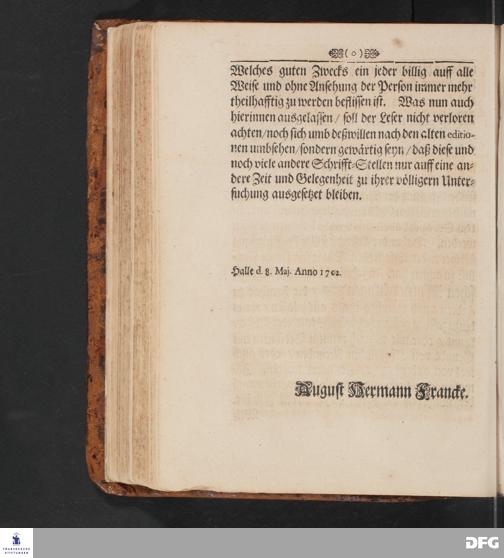 ( o )
Welches guten Zwecks ein jeder billig auff alle
Weise und ohne Ansehung der Person immer mehr
theilhafftig zu werden beflissen ist. Was nun auch
hierinnen ausgelassen / soll der Leser nicht verloren
achten / noch sich umb deßwillen nach den alten editio-
nen umbsehen / sondern gewärtig seyn / daß diese und
noch viele andere Schrifft-Stellen nur auff eine an-
dere Zeit und Gelegenheit zu ihrer völligern Unter-
suchung ausgesetzet bleiben.
Halle d. 8. Maj. Anno 1702.
August Hermann Francke.
FRANCKESCHE
STIFTUNGEN
DFG